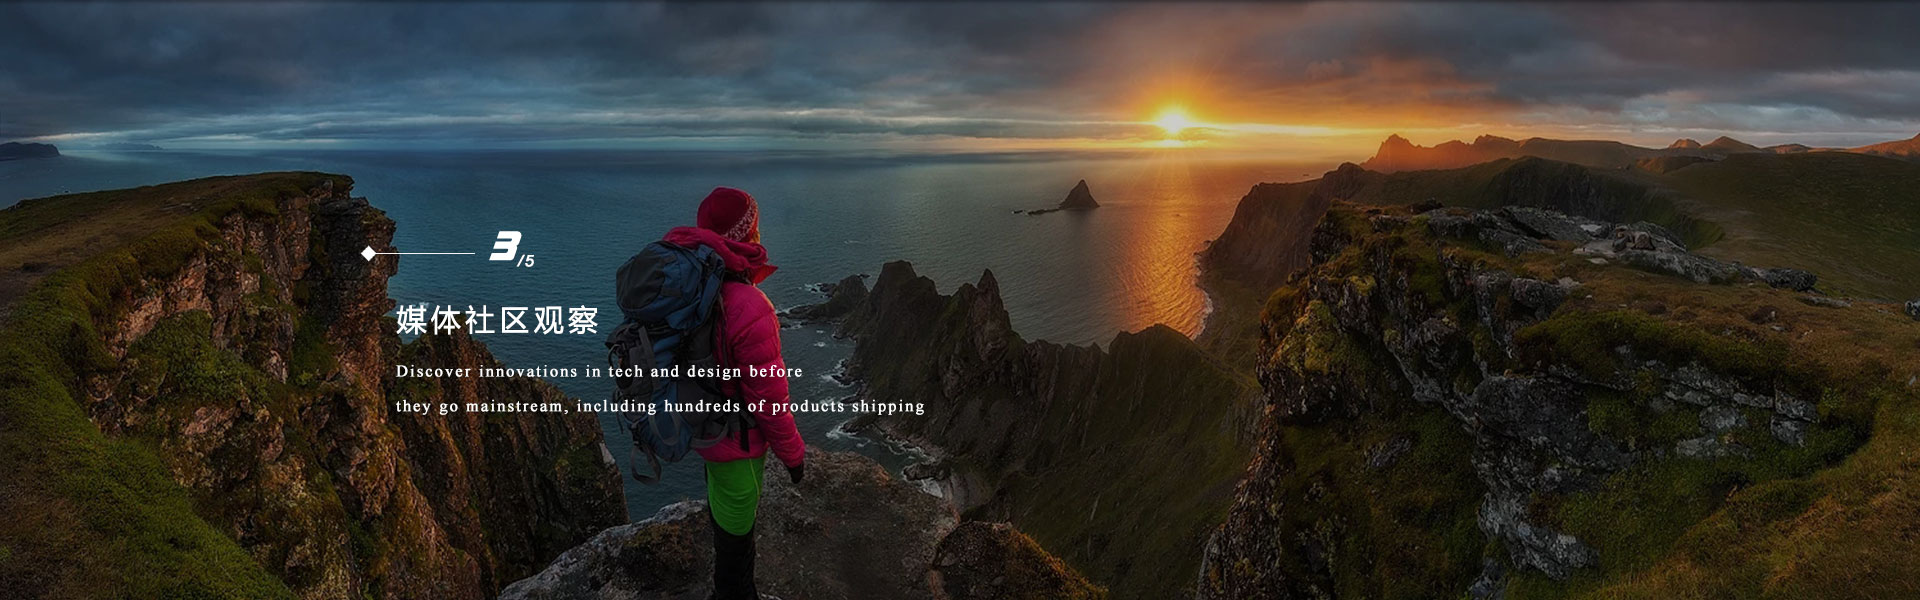 3/5
媒体社区观察
Discover innovations in tech and design before
they go mainstream, including hundreds of products shipping